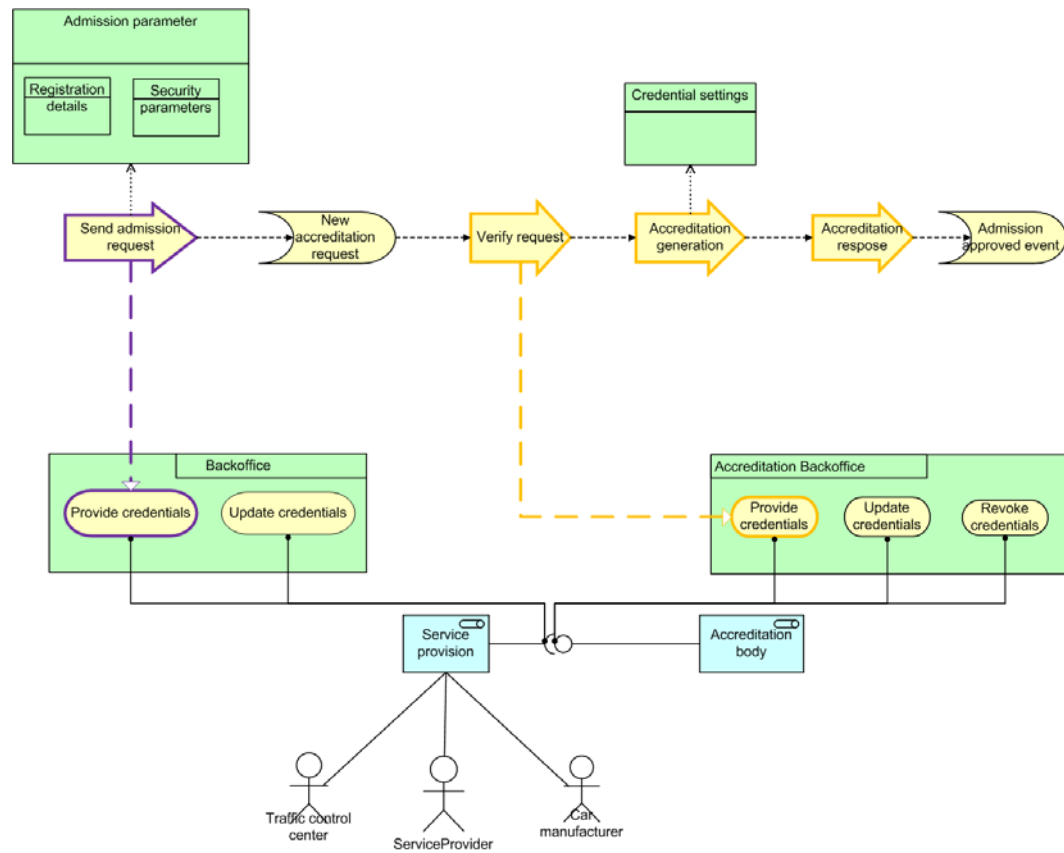 Admission parameter
Registration
details
Security
parameters
Credential settings
Send admission
request
New
accreditation
request
Verify request
Accreditation
generation
Accreditation
respose
Admission
approved event
Backoffice
Provide credentials
Update credentials
Accreditation Backoffice
Provide
credentials
Update
credentials
Revoke
credentials
Service
provision
Accreditation
body
Traffic control
center
ServiceProvider
Car
manufacturer